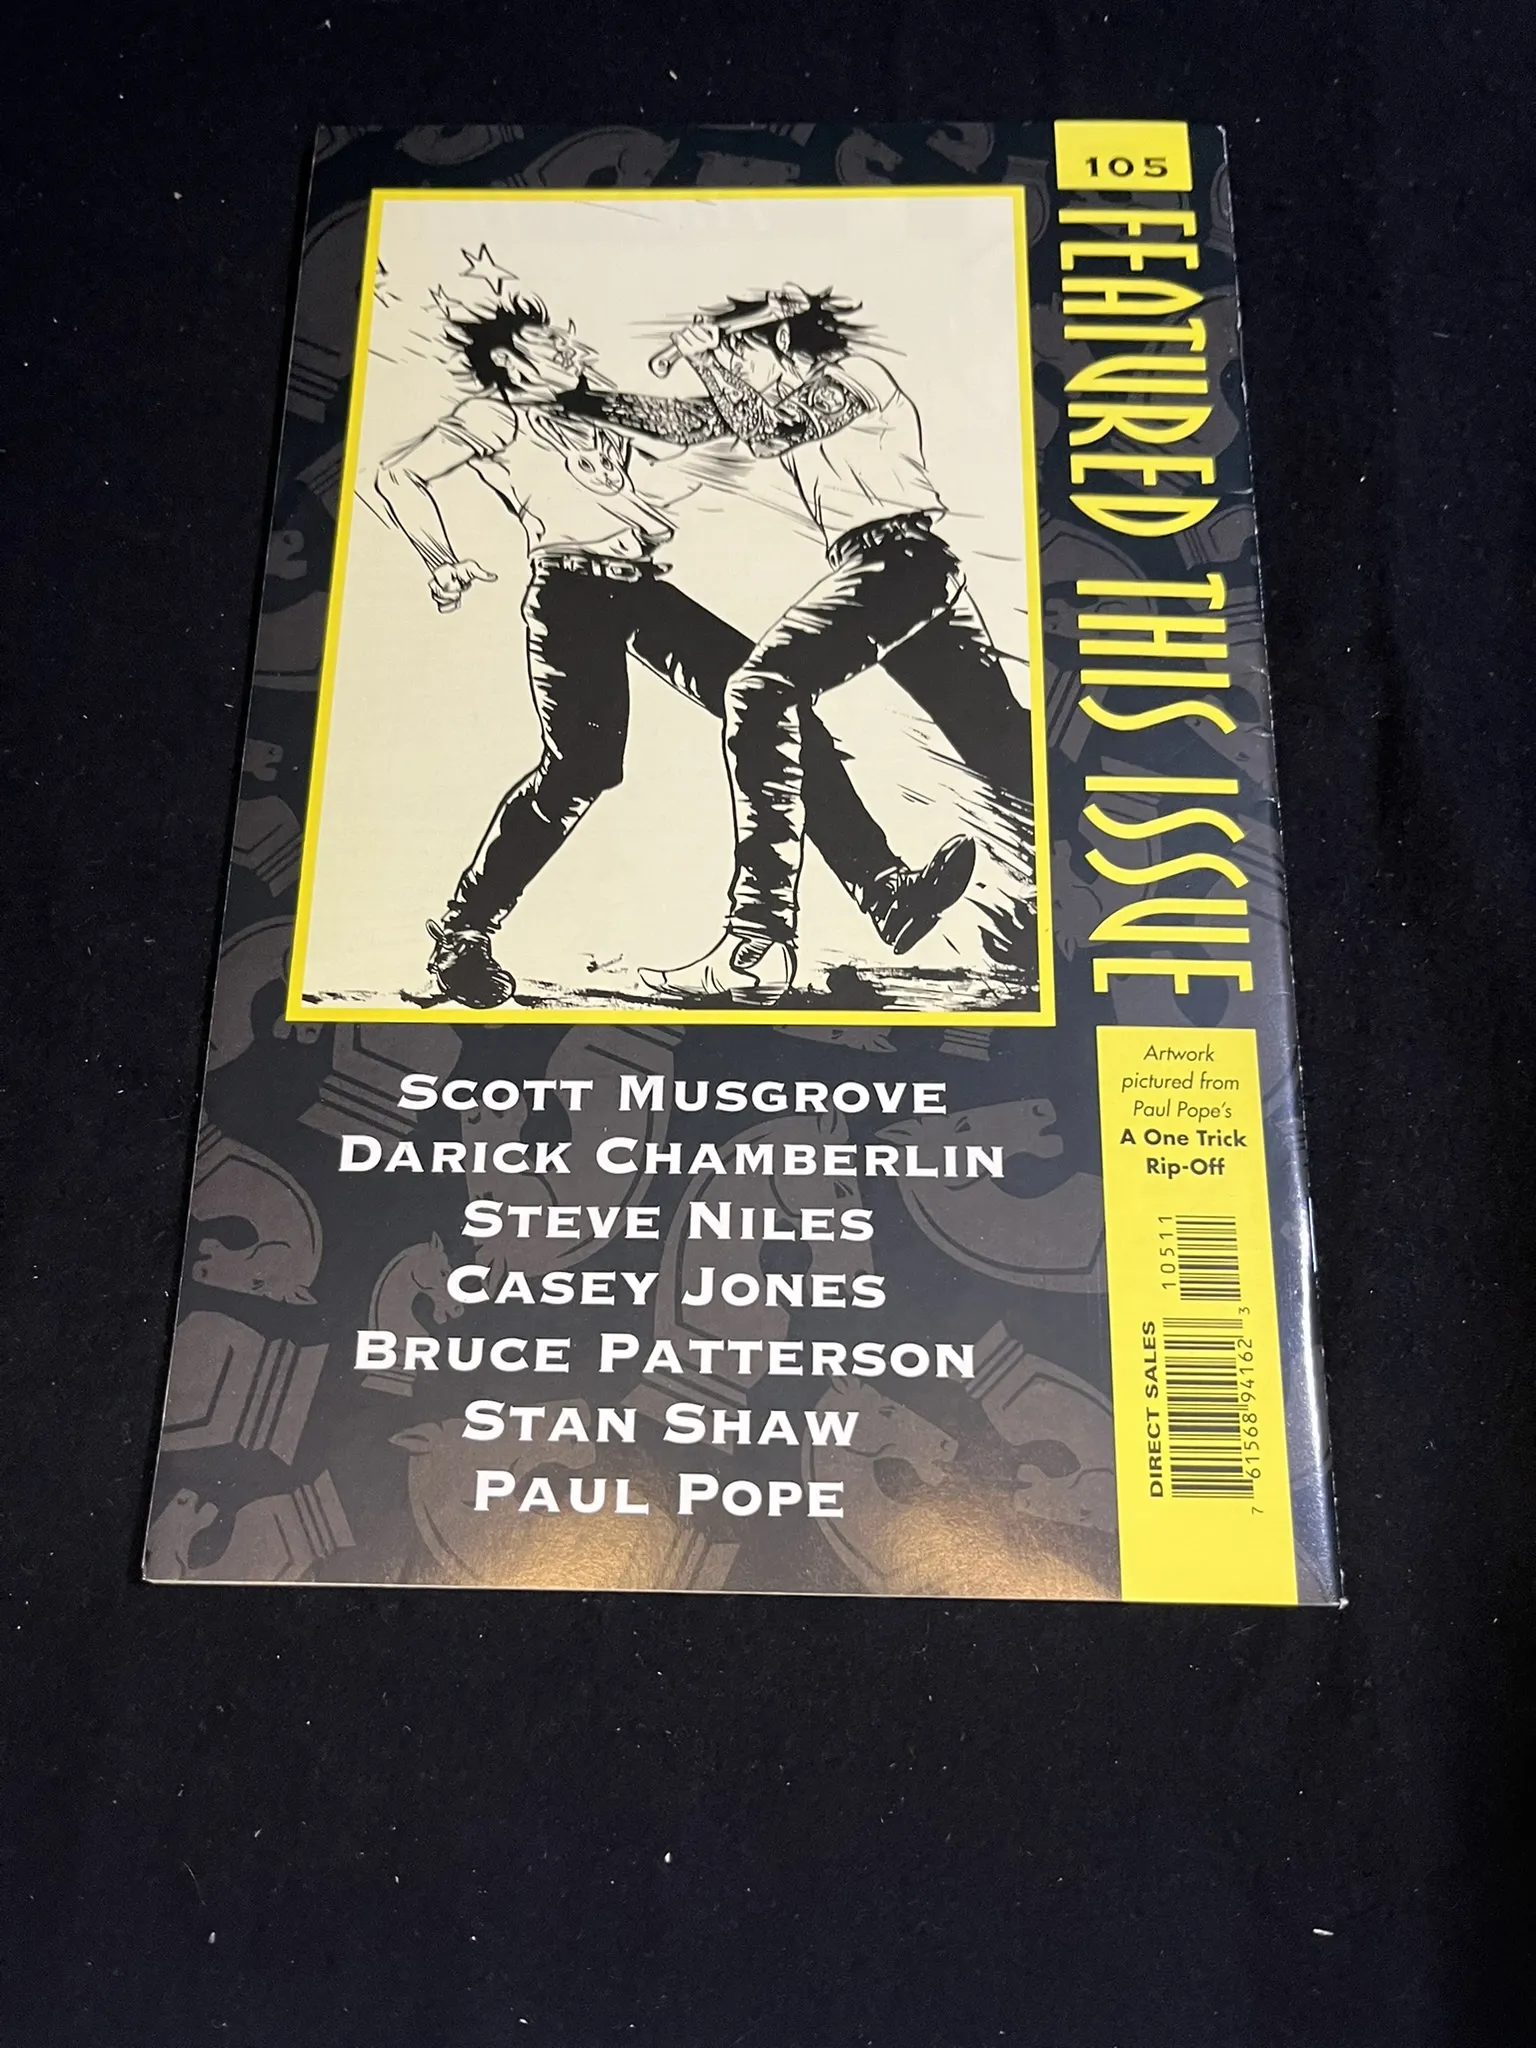 105
FEATURED THIS ISSUE
SCOTT MUSGROVE
DARICK CHAMBERLIN
STEVE NILES
CASEY JONES
BRUCE PATTERSON
STAN SHAW
PAUL POPE
Artwork
pictured from
Paul Pope's
A One Trick
Rip-Off
DIRECT SALES
10511
7 61568 94162 3